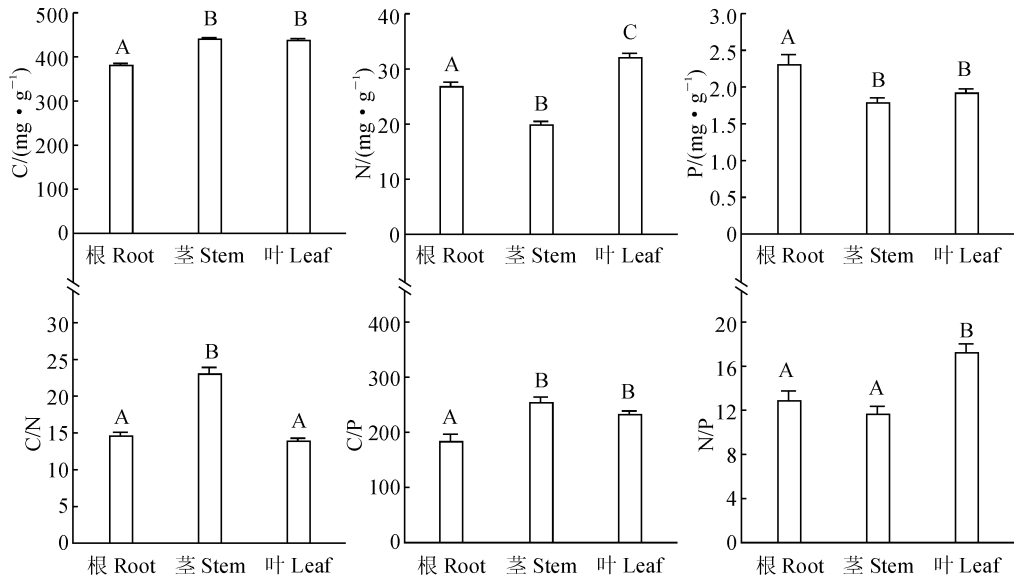 C/(mg·g⁻¹)
500
400
300
200
100
0
A
B
B
根 Root
茎 Stem
叶 Leaf
N/(mg·g⁻¹)
40
30
20
10
0
A
B
C
根 Root
茎 Stem
叶 Leaf
P/(mg·g⁻¹)
3.0
2.5
2.0
1.5
1.0
0.5
0
A
B
B
根 Root
茎 Stem
叶 Leaf
C/N
30
25
20
15
10
5
0
A
B
A
根 Root
茎 Stem
叶 Leaf
C/P
400
300
200
100
0
A
B
B
根 Root
茎 Stem
叶 Leaf
N/P
20
16
12
8
4
0
A
A
B
根 Root
茎 Stem
叶 Leaf